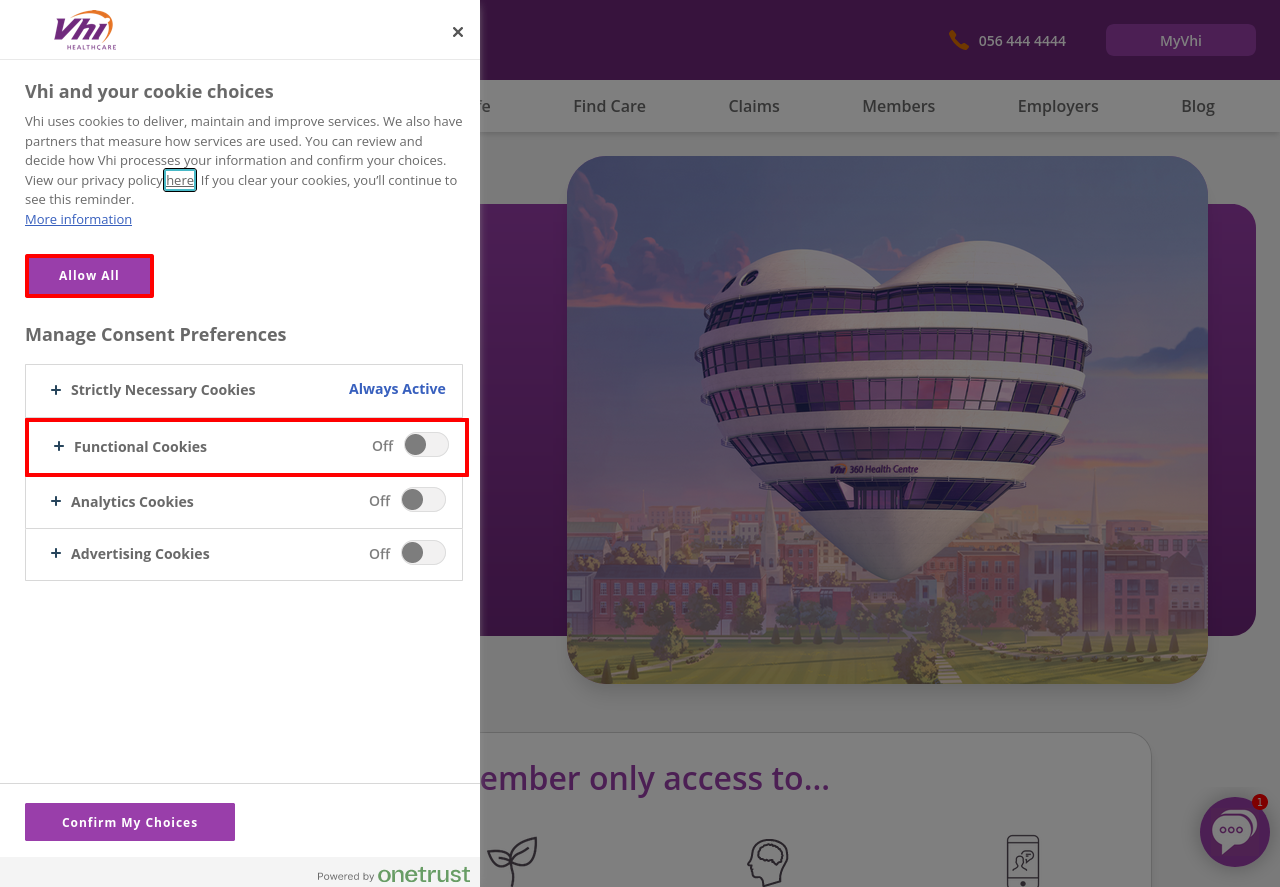 Vhi
HEALTHCARE
056 444 4444
MyVhi
fe
Find Care
Claims
Members
Employers
Blog
Vhi and your cookie choices
Vhi uses cookies to deliver, maintain and improve services. We also have
partners that measure how services are used. You can review and
decide how Vhi processes your information and confirm your choices.
View our privacy policy here. If you clear your cookies, you’ll continue to
see this reminder.
More information
Allow All
Manage Consent Preferences
Strictly Necessary Cookies
Always Active
Functional Cookies
Off
Analytics Cookies
Off
Advertising Cookies
Off
Vhi 360 Health Centre
ember only access to...
1
Confirm My Choices
Powered by onetrust